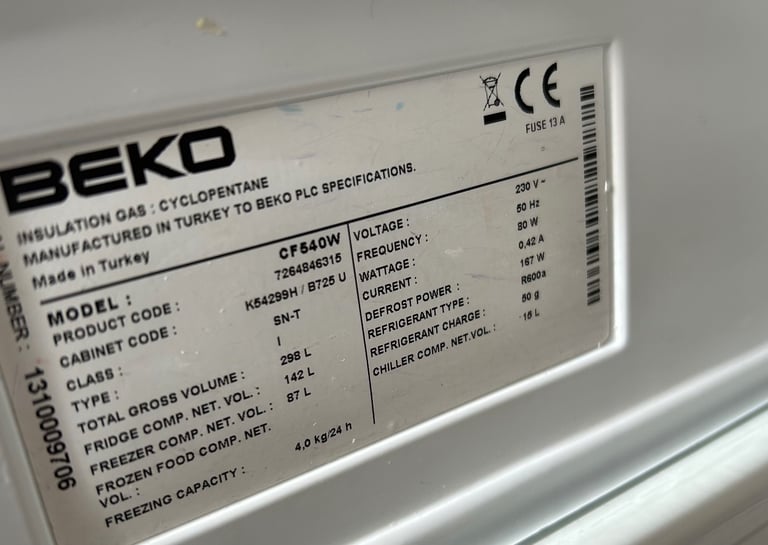 BEKO
FUSE 13 A
INSULATION GAS : CYCLOPENTANE
MANUFACTURED IN TURKEY TO BEKO PLC SPECIFICATIONS.
Made in Turkey
MODEL : CF540W
PRODUCT CODE : 7264846315
CABINET CODE : K54299H / B725 U
CLASS : SN-T
TYPE : I
TOTAL GROSS VOLUME : 298 L
FRIDGE COMP. NET. VOL. : 142 L
FREEZER COMP. NET. VOL. : 87 L
FROZEN FOOD COMP. NET.
VOL. :
FREEZING CAPACITY : 4,0 kg/24 h
VOLTAGE : 230 V ~
FREQUENCY : 50 Hz
WATTAGE : 80 W
CURRENT : 0,42 A
DEFROST POWER : 167 W
REFRIGERANT TYPE : R600a
REFRIGERANT CHARGE : 50 g
CHILLER COMP. NET.VOL. : 15 L
NUMBER : 1310009706